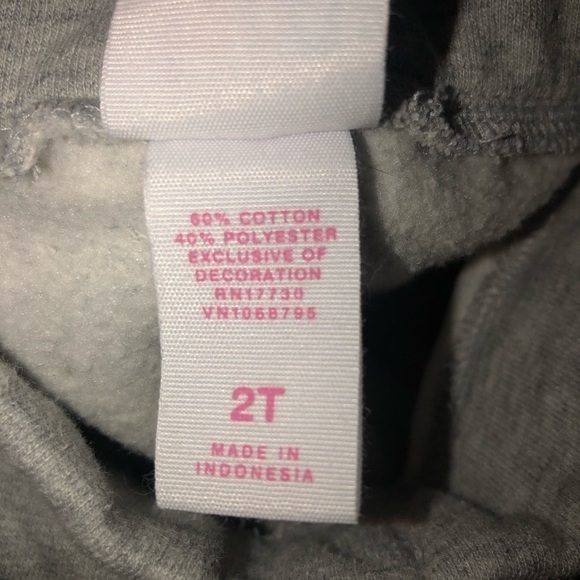 60% COTTON
40% POLYESTER
EXCLUSIVE OF
DECORATION
RN17730
VN1068795
2T
MADE IN
INDONESIA